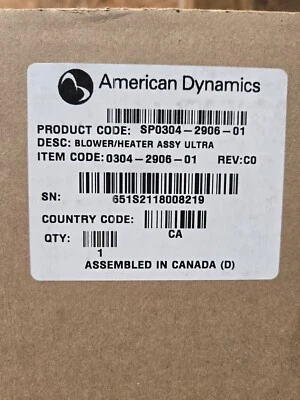 American Dynamics
PRODUCT CODE: SP0304-2906-01
DESC: BLOWER/HEATER ASSY ULTRA
ITEM CODE: 0304-2906-01 REV:C0
SN:
651S2118008219
COUNTRY CODE:
CA
QTY:
1
ASSEMBLED IN CANADA (D)